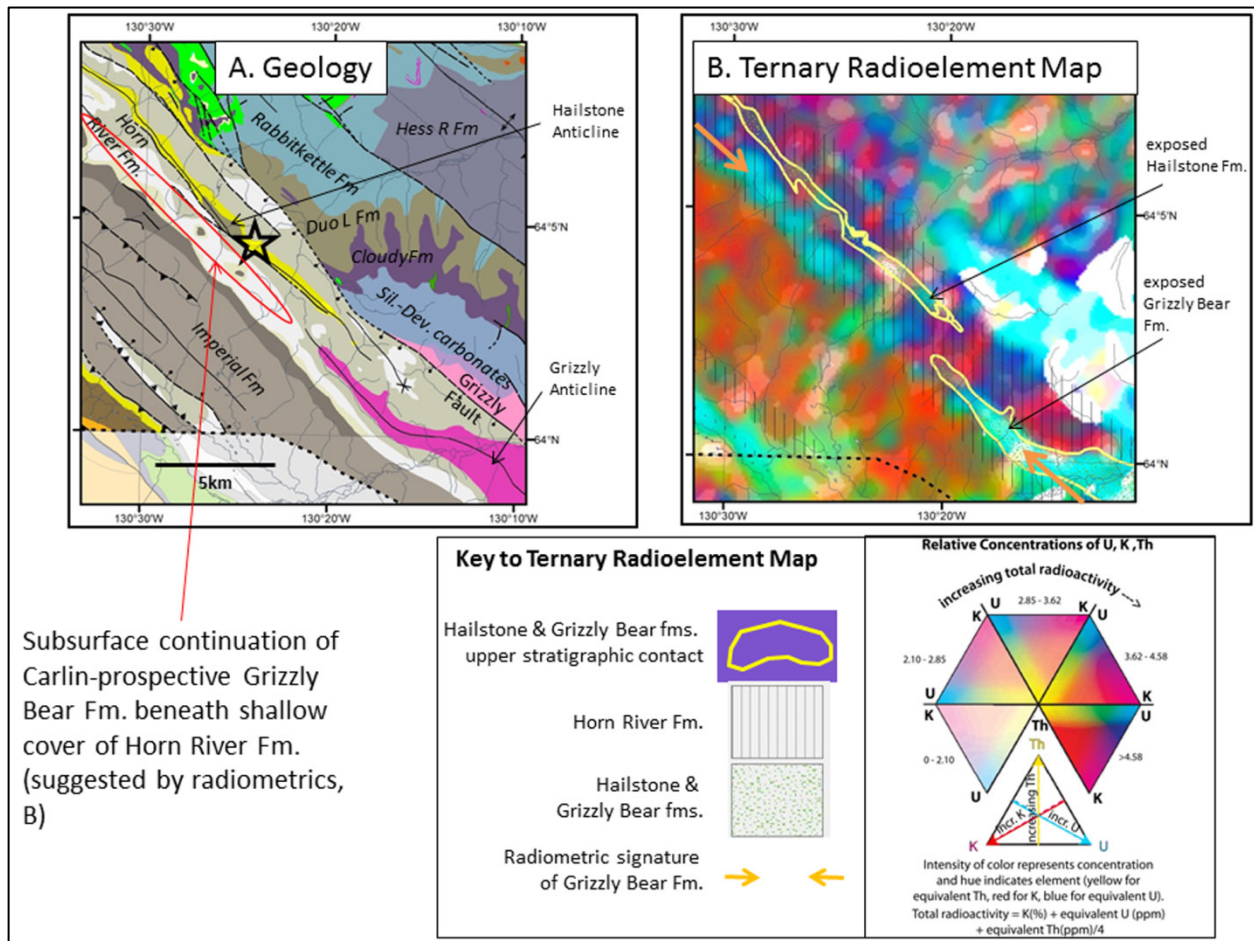 130°30'W
130°20'W
A. Geology
Hailstone
Anticline
Horn
River Fm.
Rabbitkettle Fm
Hess R Fm
Duo L Fm
CloudyFm
Sil.-Dev. carbonates
Imperial Fm
Grizzly
Fault
Grizzly
Anticline
64°5'N
64°N
5km
130°30'W
130°20'W
130°10'W
130°30'W
130°20'W
B. Ternary Radioelement Map
exposed
Hailstone Fm.
64°5'N
exposed
Grizzly Bear
Fm.
64°N
130°30'W
130°20'W
Subsurface continuation of
Carlin-prospective Grizzly
Bear Fm. beneath shallow
cover of Horn River Fm.
(suggested by radiometrics,
B)
Key to Ternary Radioelement Map
Hailstone & Grizzly Bear fms.
upper stratigraphic contact
Horn River Fm.
Hailstone &
Grizzly Bear fms.
Radiometric signature
of Grizzly Bear Fm.
Relative Concentrations of U, K ,Th
increasing total radioactivity --->
K U
2.85 - 3.62
K U
2.10 - 2.85
3.62 - 4.58
U
K
K
U
Th
0 - 2.10
>4.58
U
K
Th
Incr. K
Increasing Th
incr. U
K
U
Intensity of color represents concentration
and hue indicates element (yellow for
equivalent Th, red for K, blue for equivalent U).
Total radioactivity = K(%) + equivalent U (ppm)
+ equivalent Th(ppm)/4